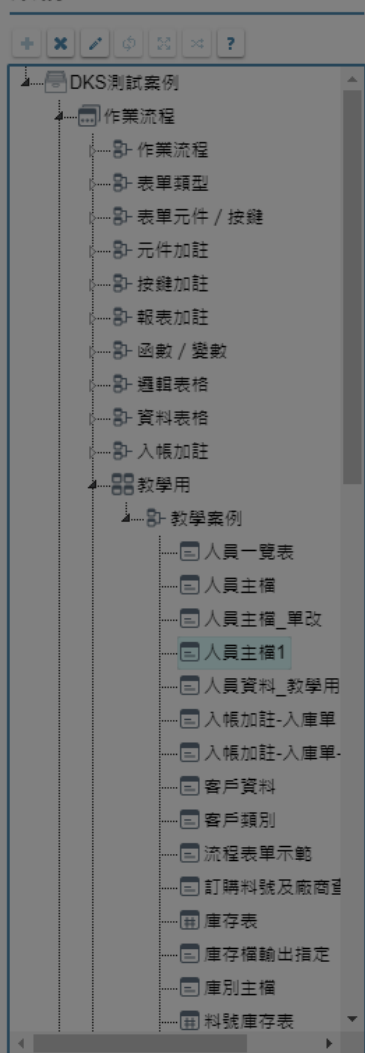 ?
DKS測試案例
作業流程
作業流程
表單類型
表單元件 / 按鍵
元件加註
按鍵加註
報表加註
函數 / 變數
邏輯表格
資料表格
入帳加註
教學用
教學案例
人員一覽表
人員主檔
人員主檔_單改
人員主檔1
人員資料_教學用
入帳加註-入庫單
入帳加註-入庫單-
客戶資料
客戶類別
流程表單示範
訂購料號及廠商
庫存表
庫存檔輸出指定
庫別主檔
料號庫存表